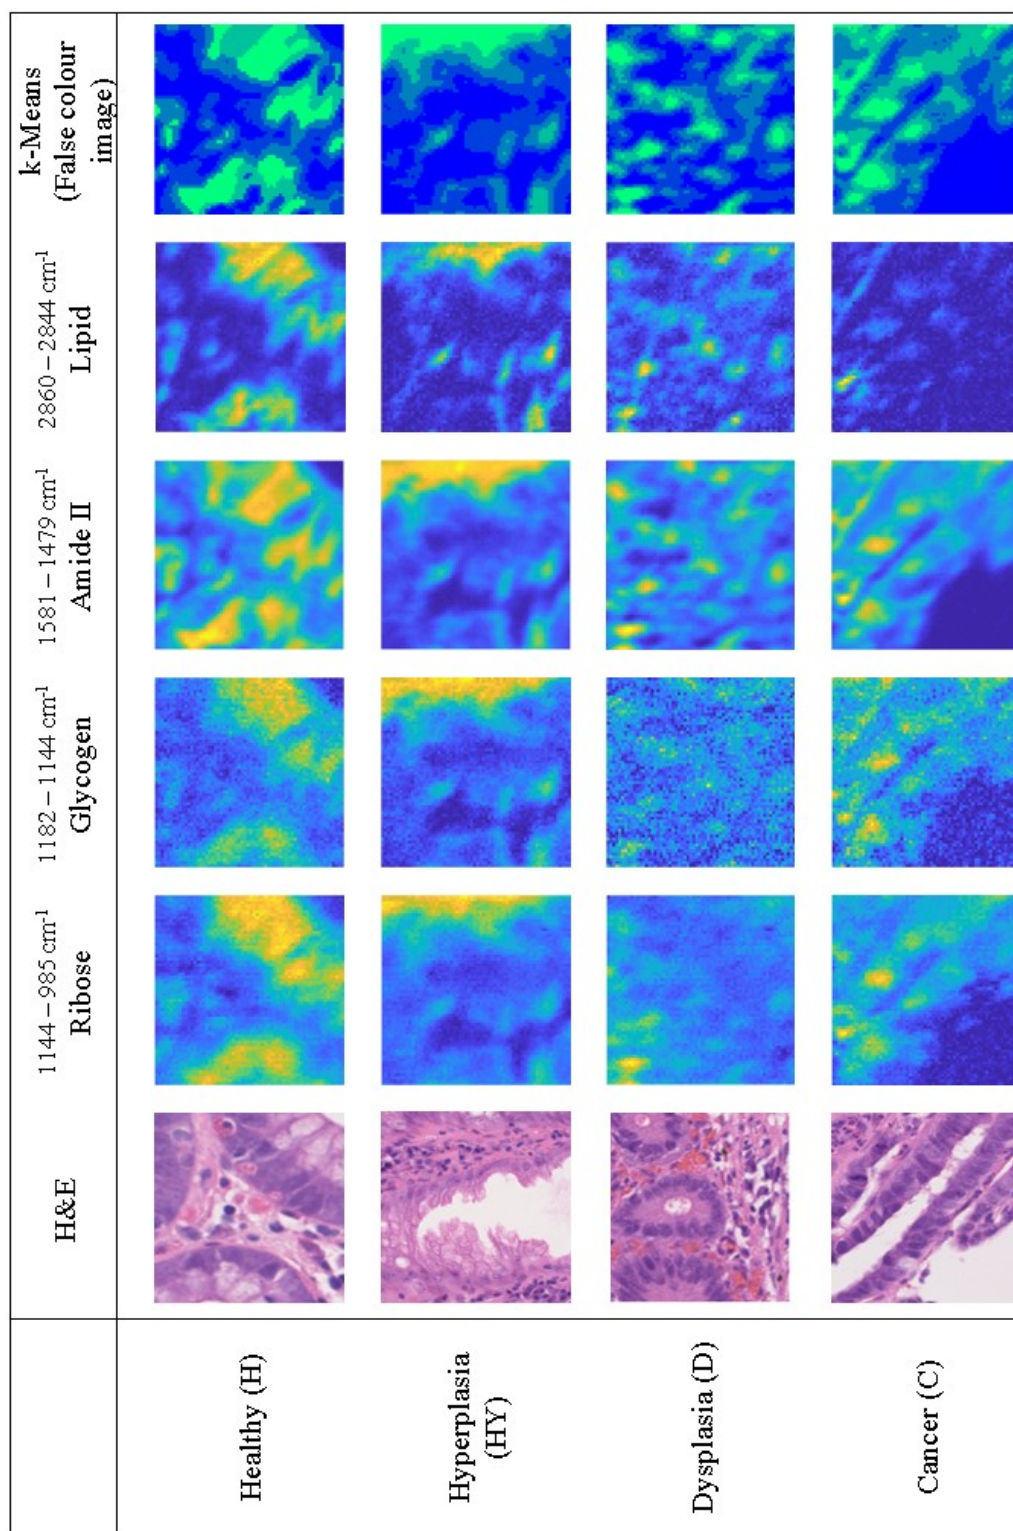 H&E
1144 – 985 cm-1
Ribose
1182 – 1144 cm-1
Glycogen
1581 – 1479 cm-1
Amide II
2860 – 2844 cm-1
Lipid
k-Means
(False colour
image)
Healthy (H)
Hyperplasia
(HY)
Dysplasia (D)
Cancer (C)